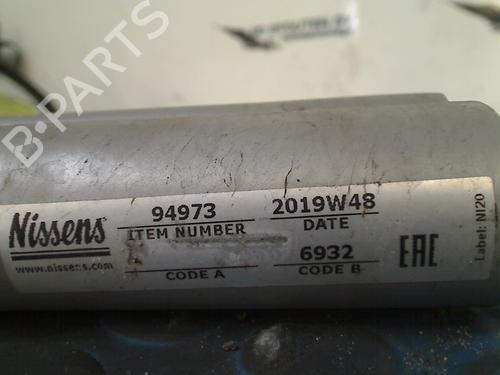 B-PARTS
Nissens
www.nissens.com
94973
ITEM NUMBER
2019W48
DATE
CODE A
6932
CODE B
EAC
Label: NI20